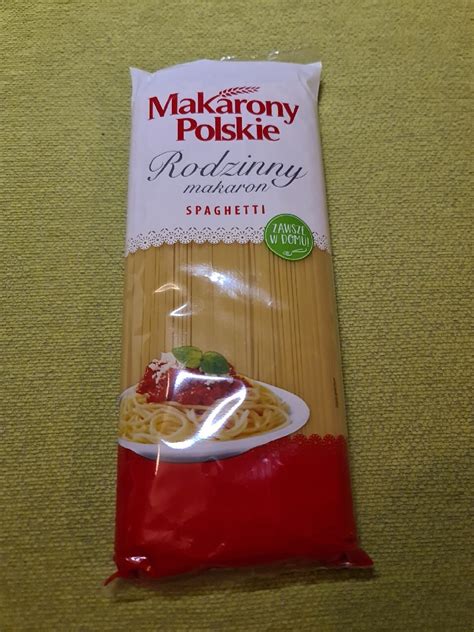 Makarony
Polskie
Rodzinny
makaron
SPAGHETTI
ZAWSZE
W DOMU!